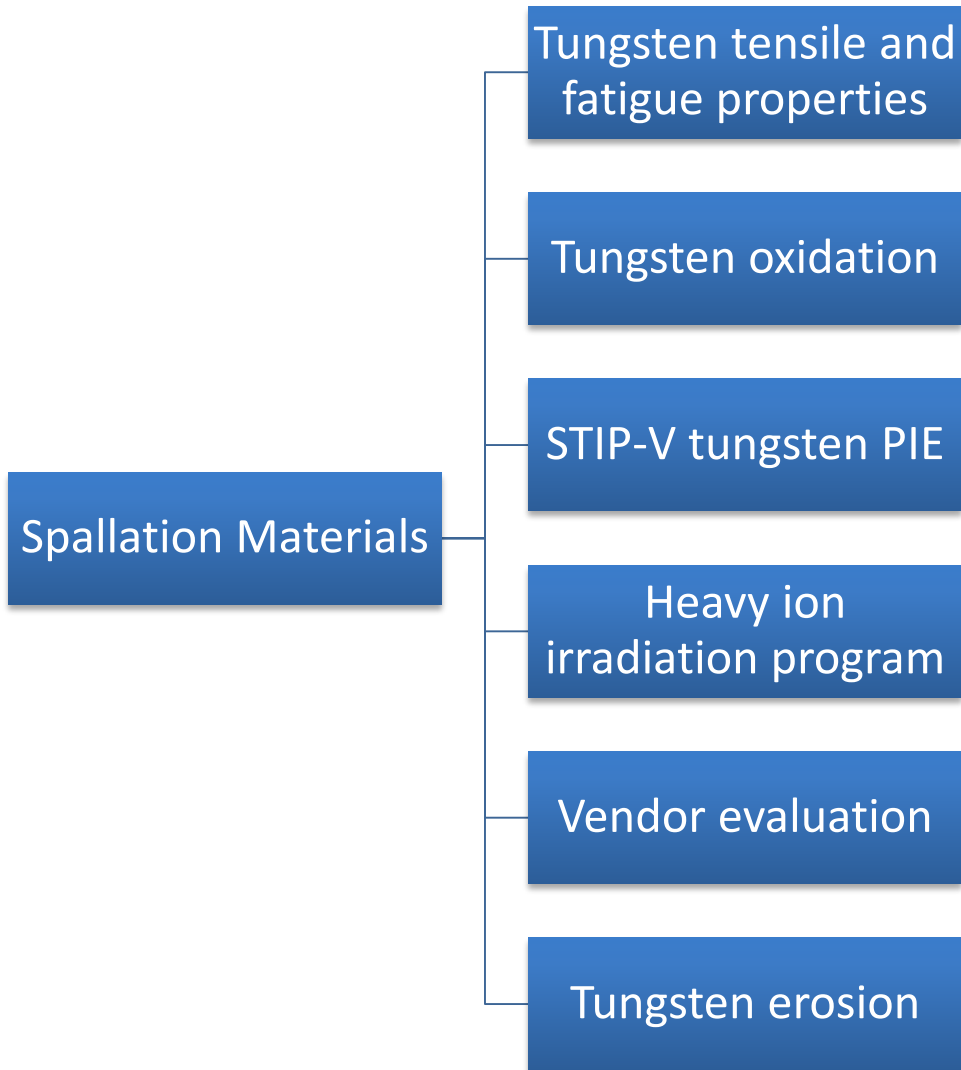 Tungsten tensile and
fatigue properties
Tungsten oxidation
STIP-V tungsten PIE
Spallation Materials
Heavy ion
irradiation program
Vendor evaluation
Tungsten erosion